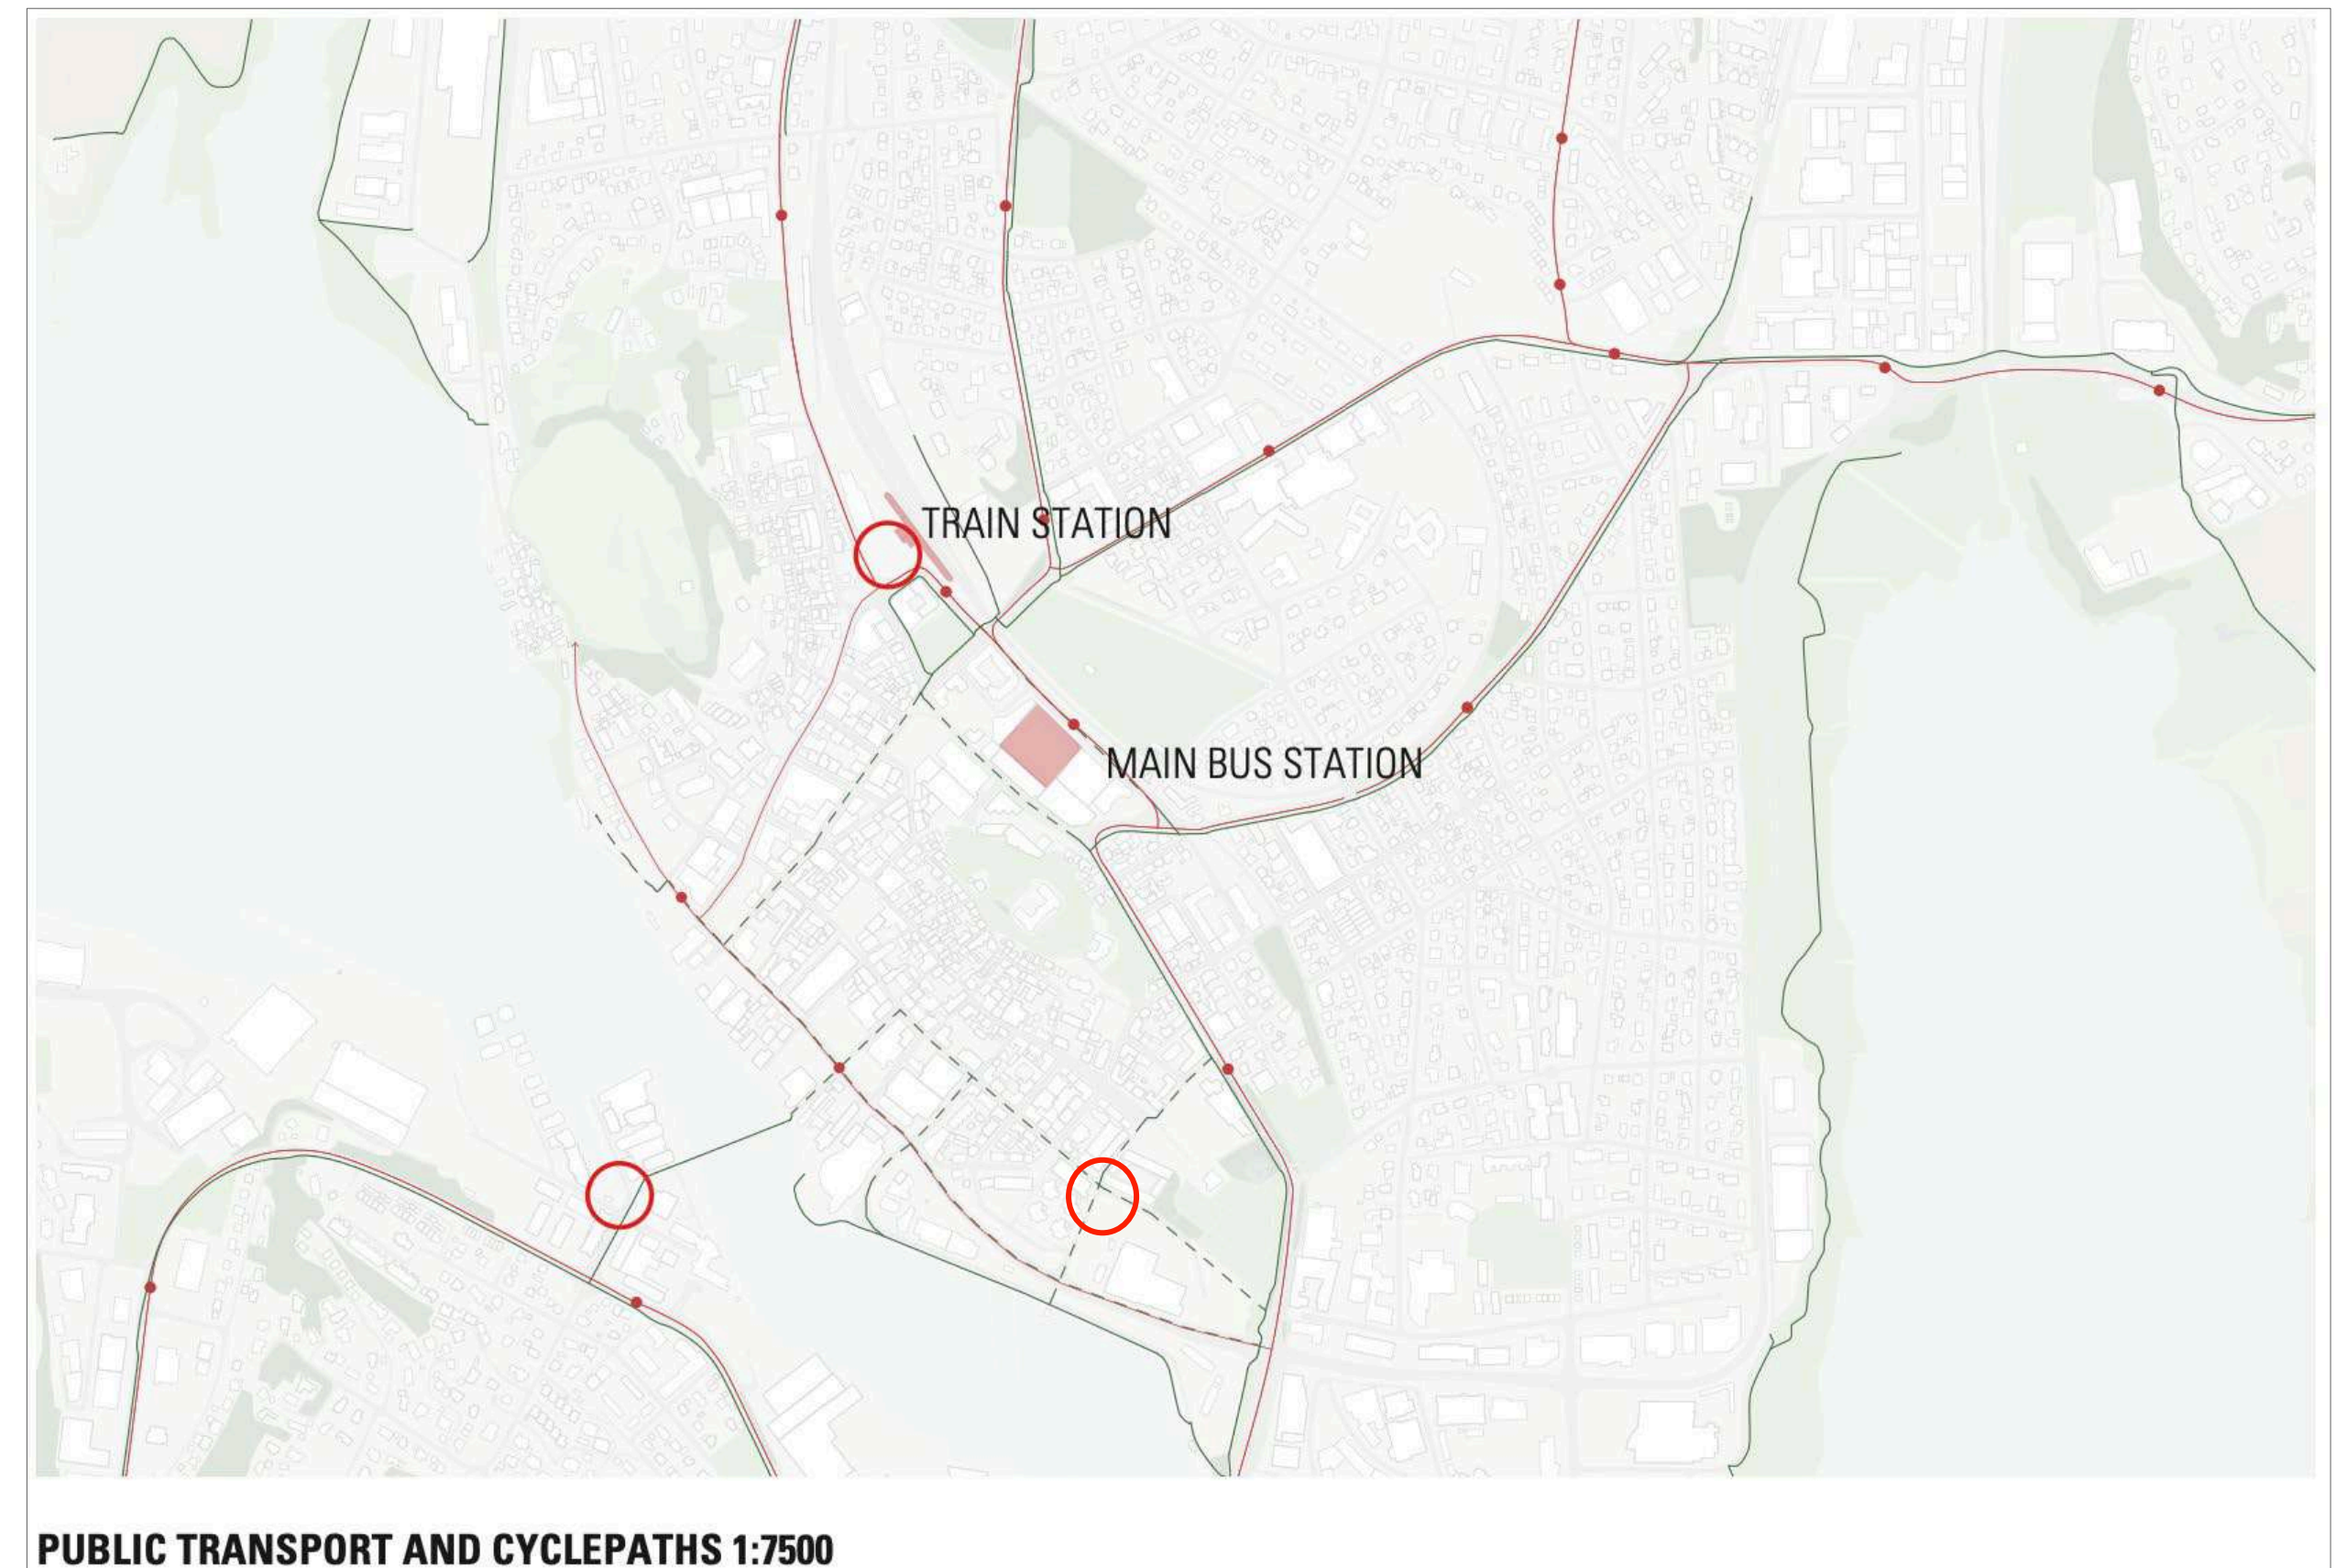 TRAIN STATION
MAIN BUS STATION
PUBLIC TRANSPORT AND CYCLEPATHS 1:7500